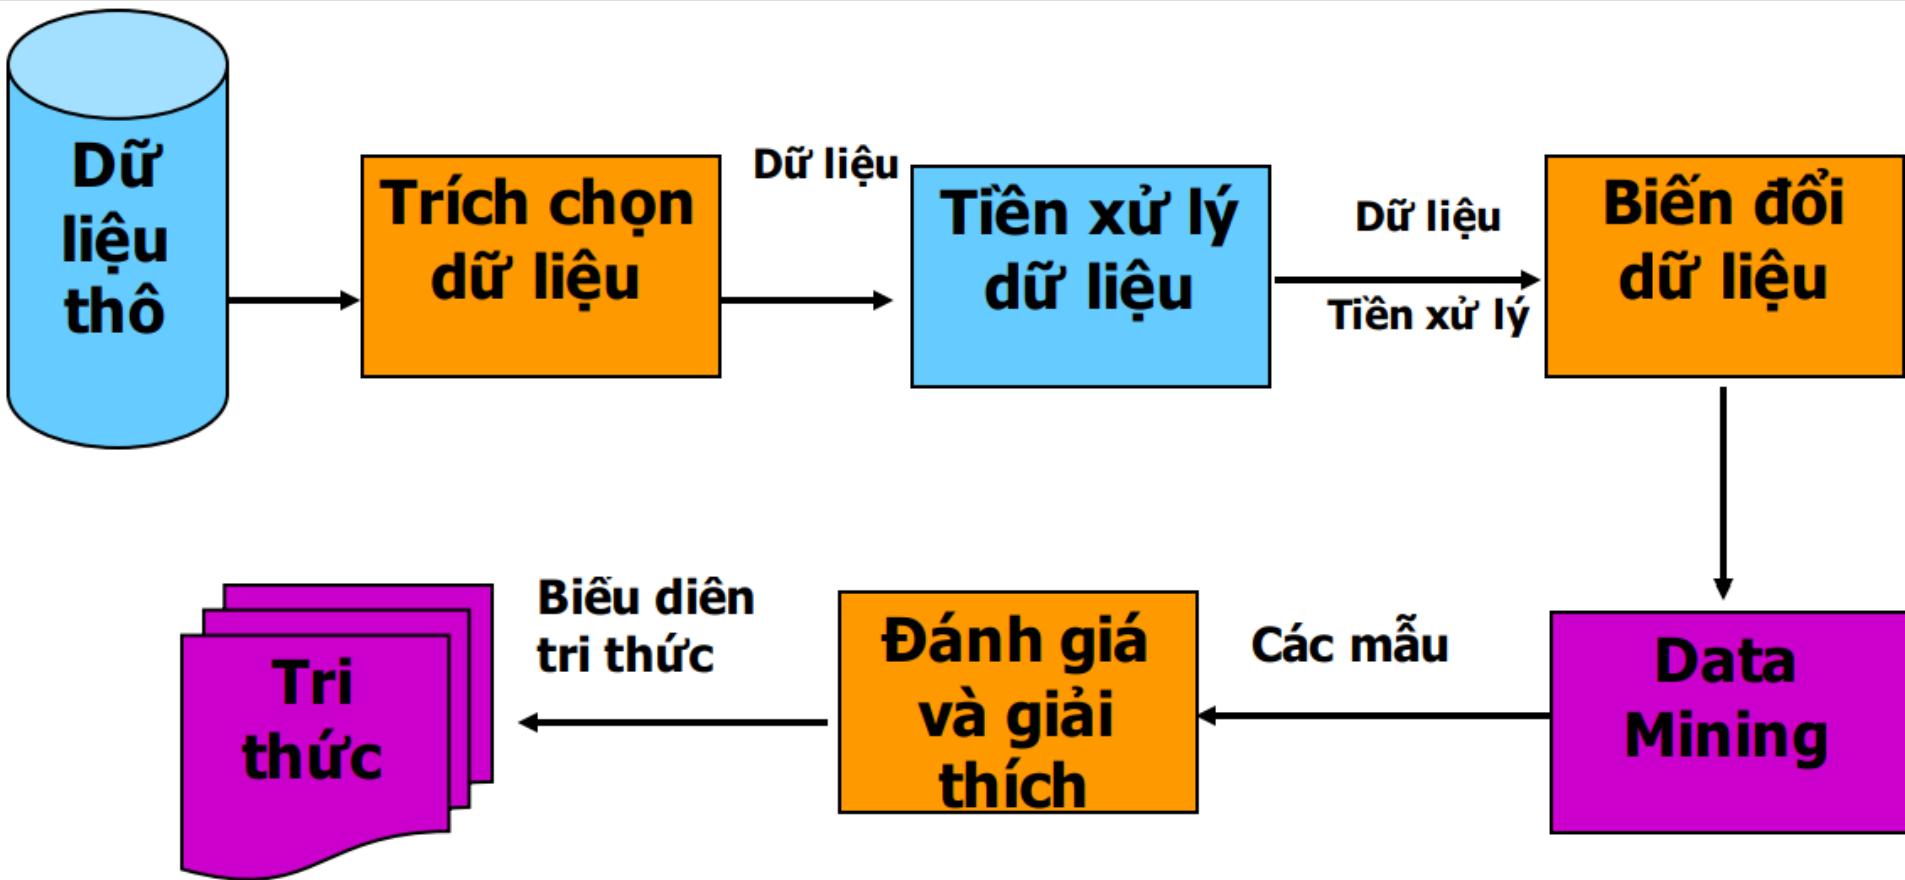 Dữ
liệu
thô
Trích chọn
dữ liệu
Dữ liệu
Tiền xử lý
dữ liệu
Dữ liệu
Tiền xử lý
Biến đổi
dữ liệu
Data
Mining
Các mẫu
Đánh giá
và giải
thích
Biểu diên
tri thức
Tri
thức